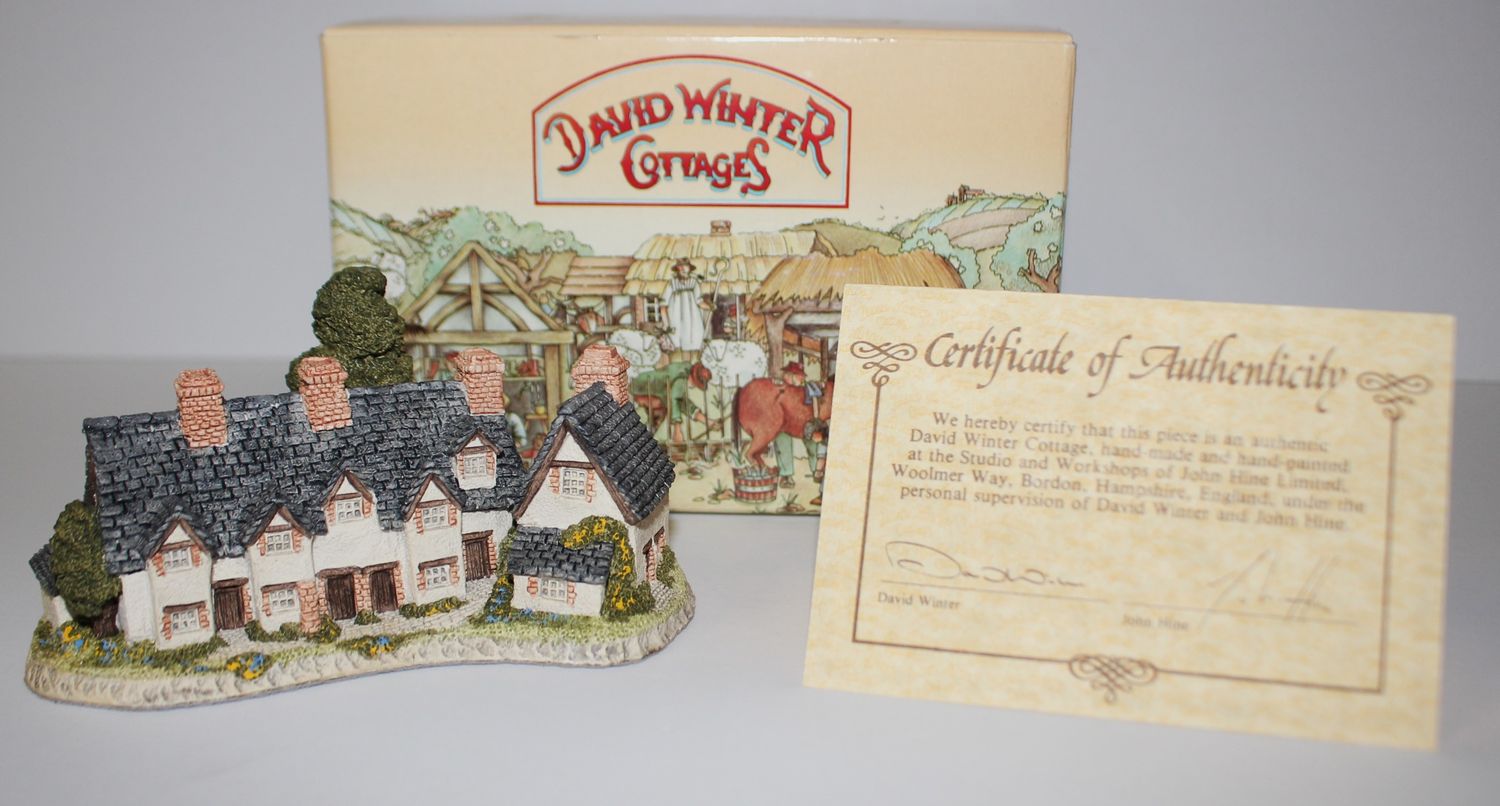 DAVID WINTER
COTTAGES
Certificate of Authenticity
We hereby certify that this piece is an authentic
David Winter Cottage, hand-made and hand-painted
at the Studio and Workshops of John Hine Limited,
Woolmer Way, Bordon, Hampshire, England, under the
personal supervision of David Winter and John Hine.
David Winter
David Winter
John Hine